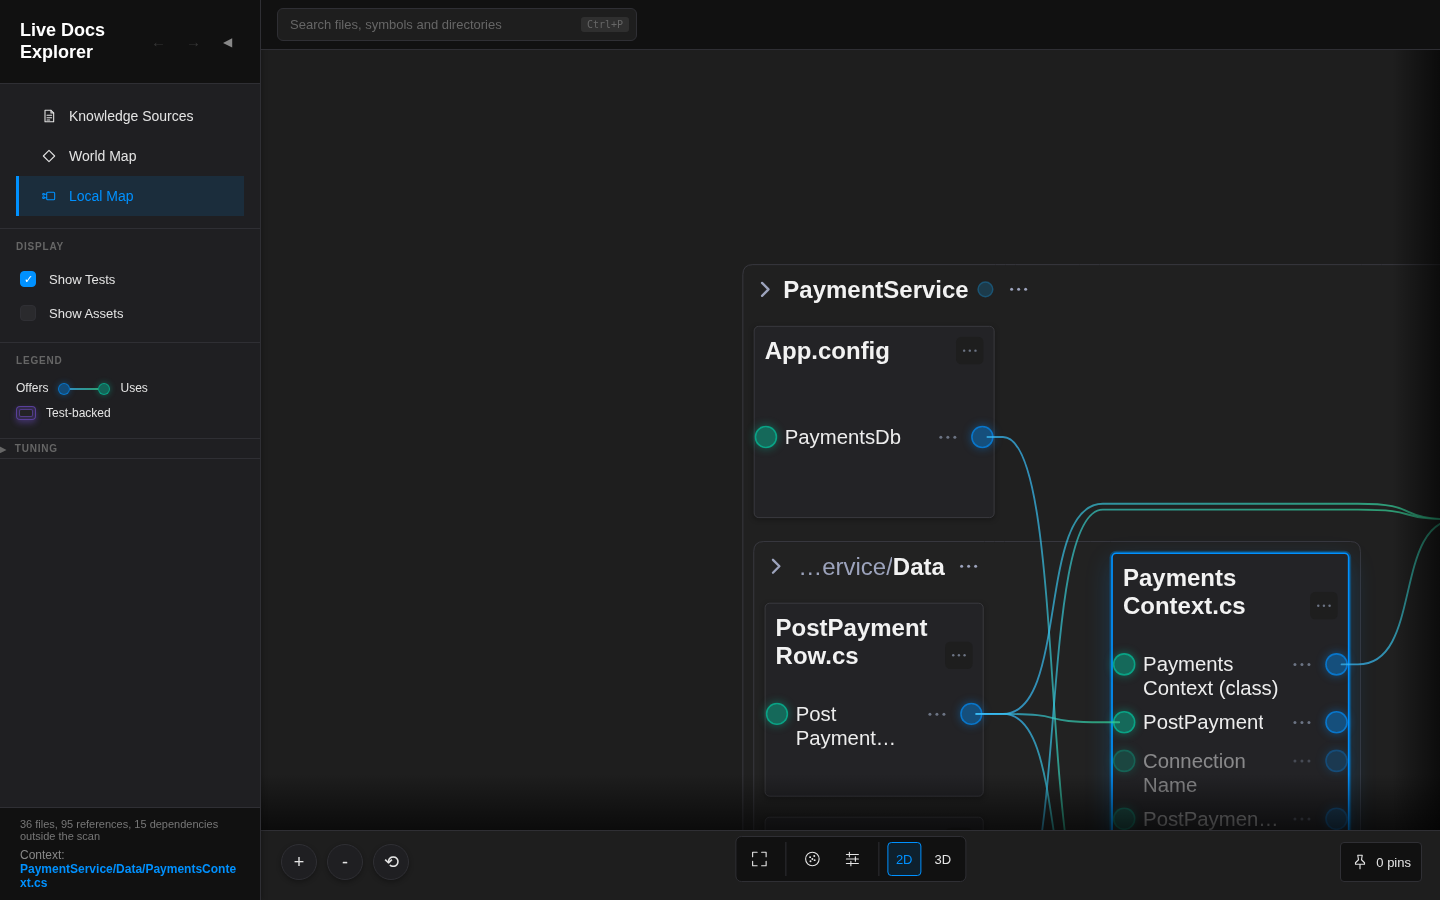 Live Docs
Explorer
Search files, symbols and directories
Ctrl+P
Knowledge Sources
World Map
Local Map
DISPLAY
Show Tests
Show Assets
LEGEND
Offers
Uses
Test-backed
TUNING
36 files, 95 references, 15 dependencies
outside the scan
Context:
PaymentService/Data/PaymentsConte
xt.cs
PaymentService
App.config
PaymentsDb
…ervice/Data
PostPayment
Row.cs
Post
Payment…
Payments
Context.cs
Payments
Context (class)
PostPayment
Connection
Name
PostPaymen…
+
-
2D
3D
0 pins